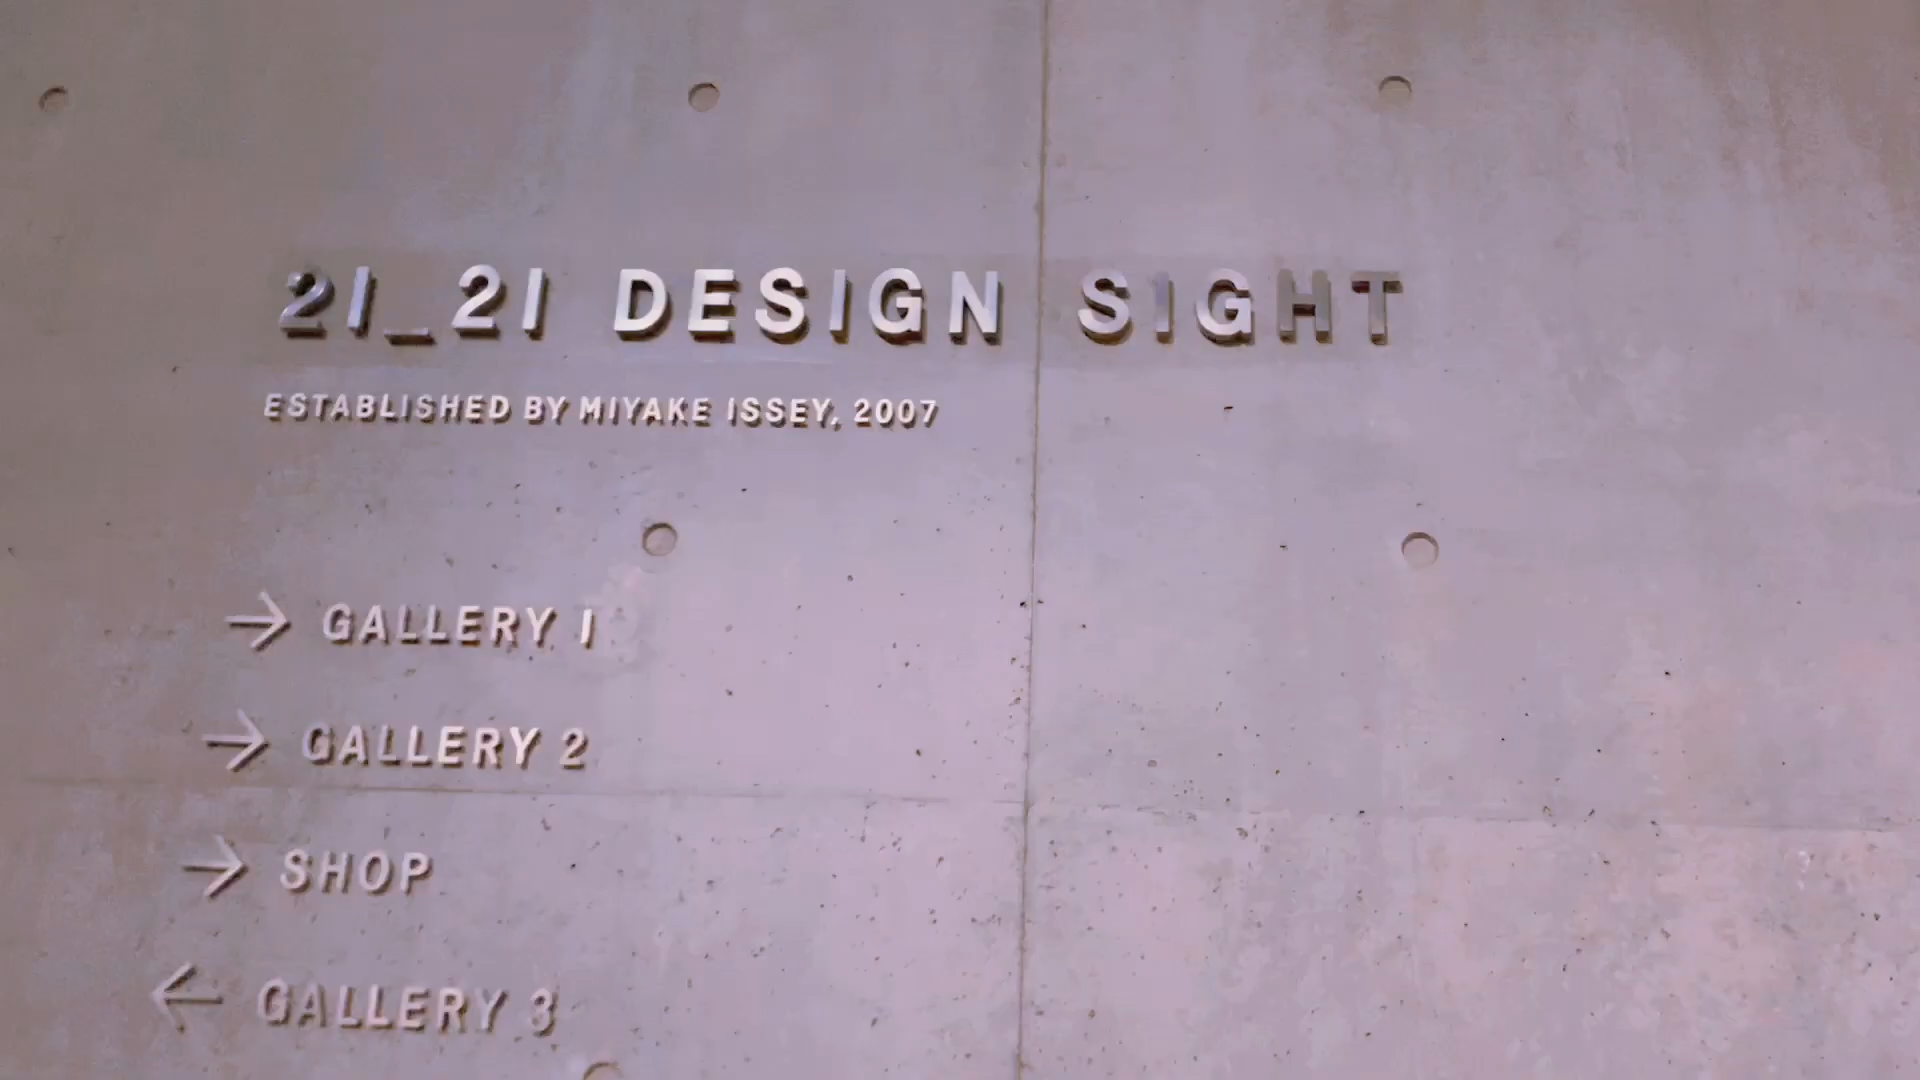 21_21 DESIGN SIGHT
ESTABLISHED BY MIYAKE ISSEY, 2007
→ GALLERY 1
→ GALLERY 2
→ SHOP
← GALLERY 3